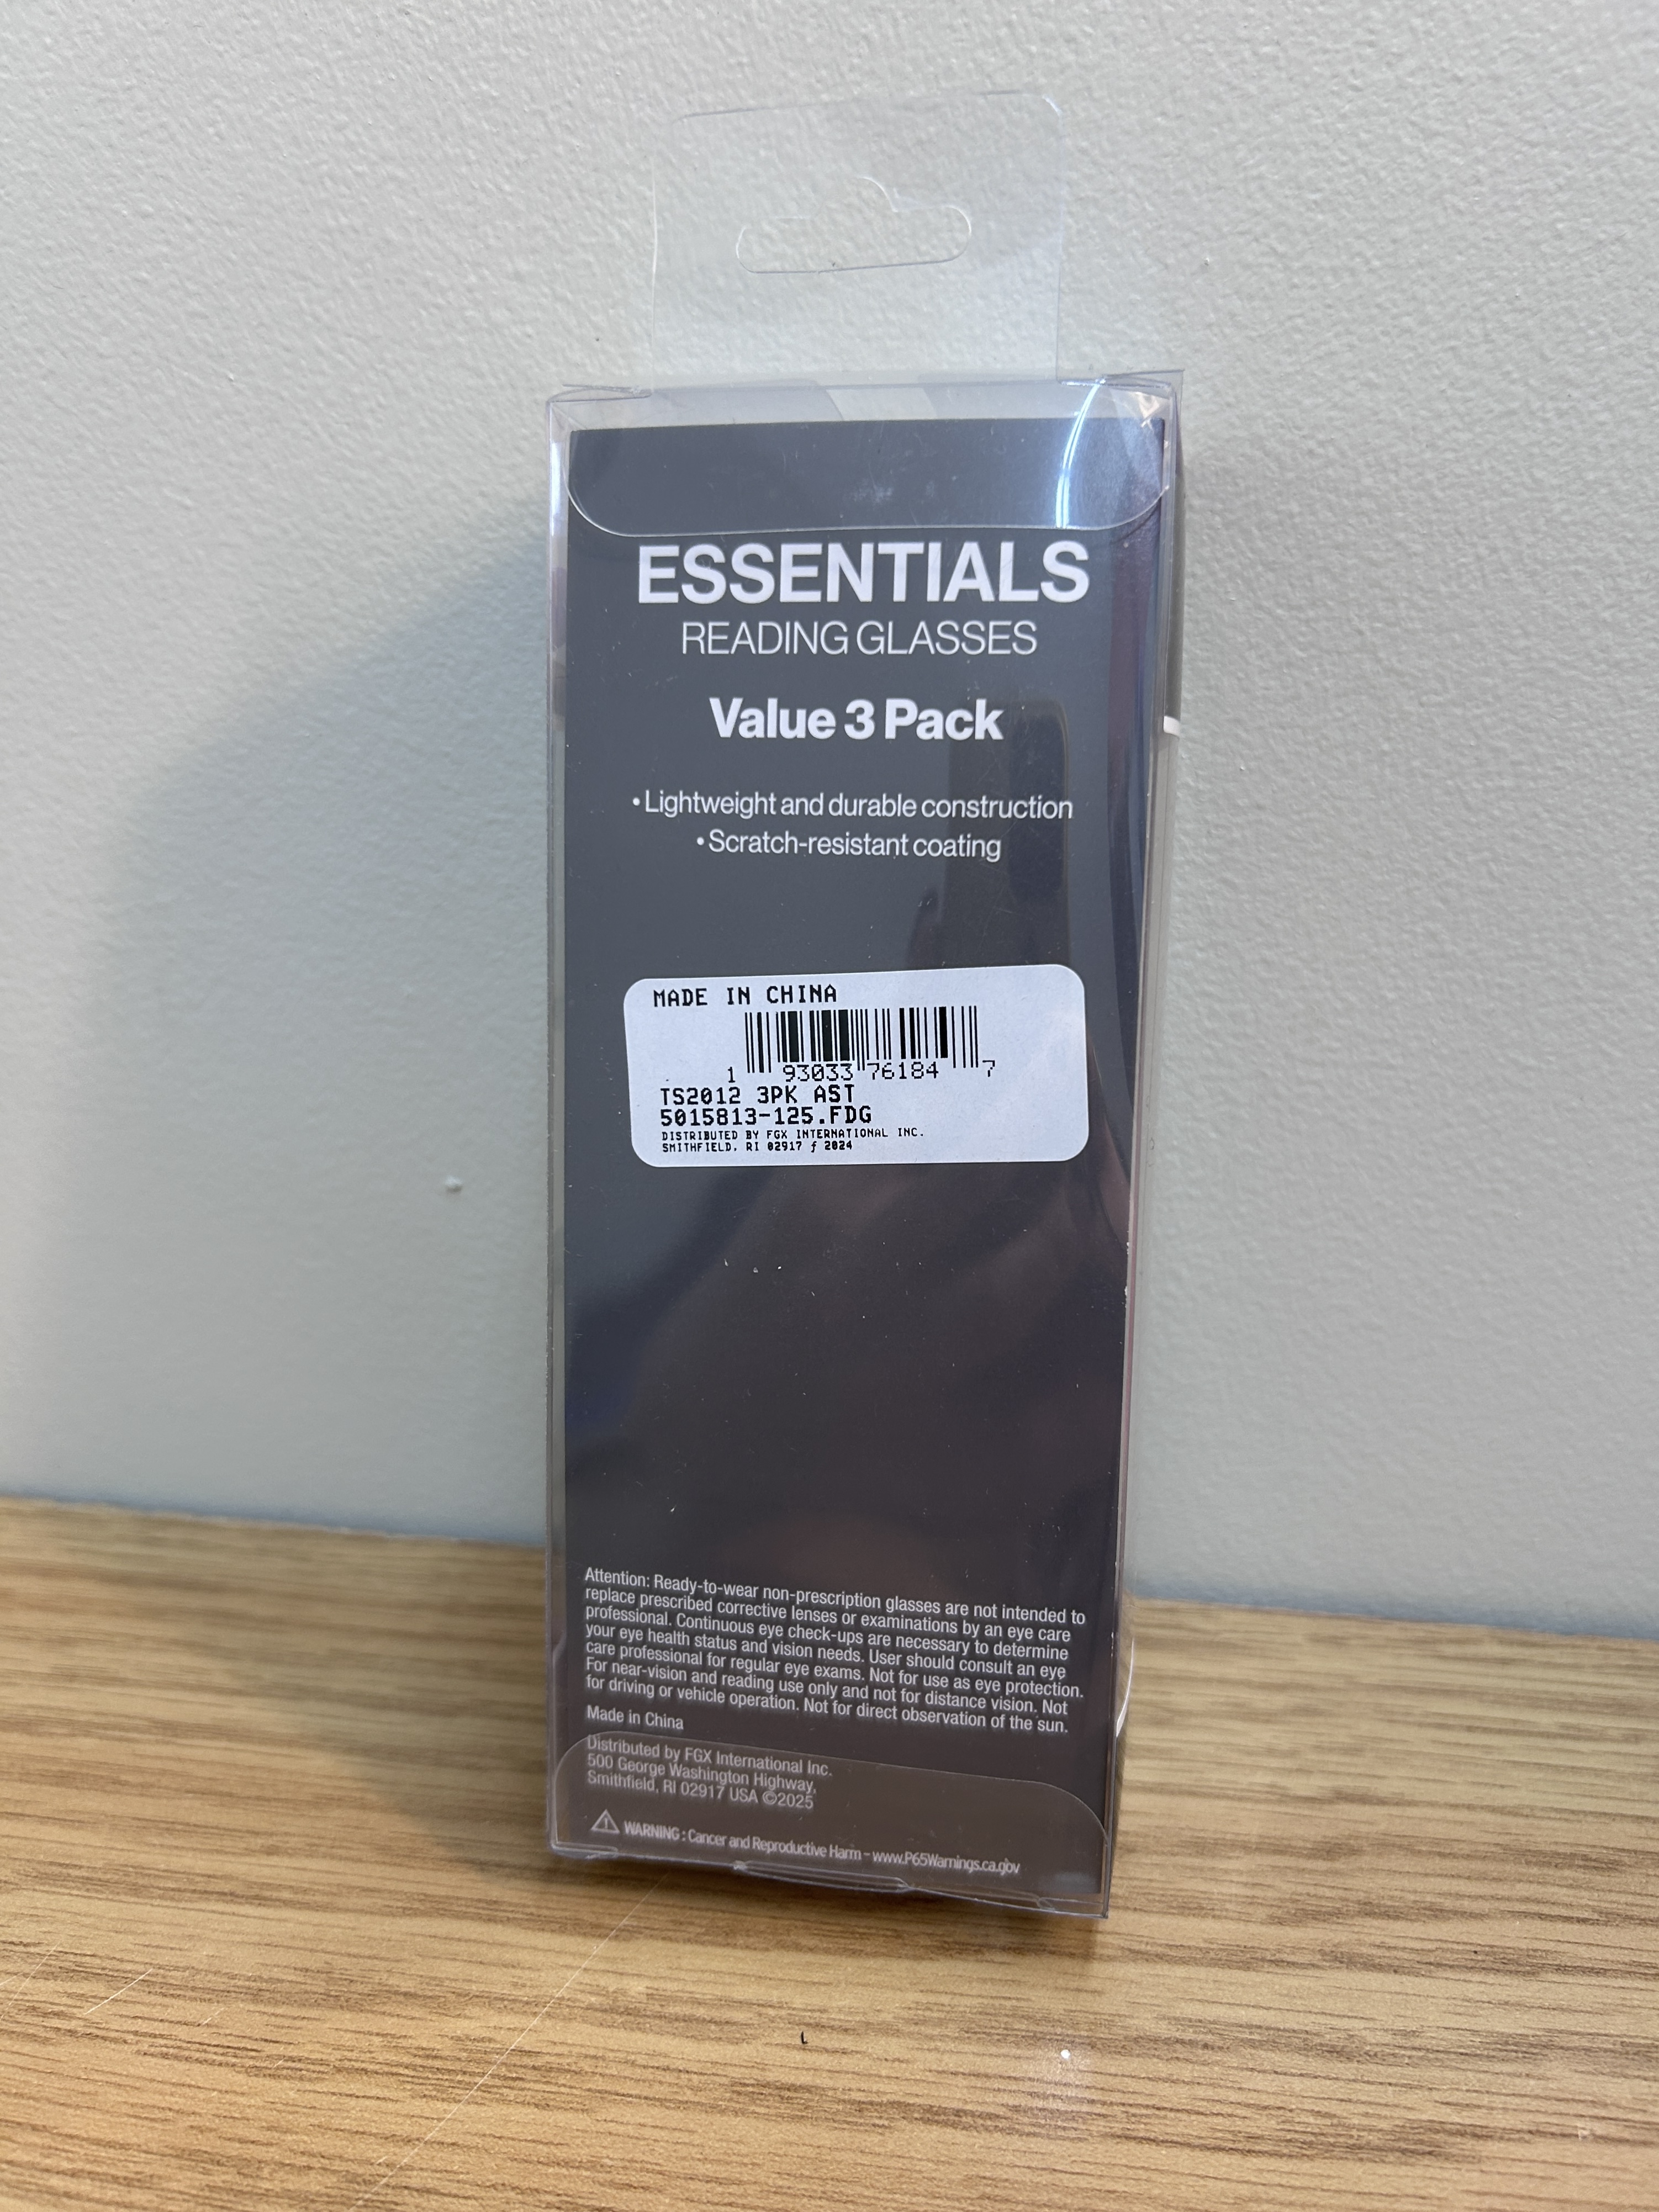 ESSENTIALS
READING GLASSES
Value 3 Pack
• Lightweight and durable construction
• Scratch-resistant coating
MADE IN CHINA
1 93033 76184 7
TS2012 3PK AST
5015813-125.FDG
DISTRIBUTED BY FGX INTERNATIONAL INC.
SMITHFIELD, RI 02917 ƒ 2024
Attention: Ready-to-wear non-prescription glasses are not intended to
replace prescribed corrective lenses or examinations by an eye care
professional. Continuous eye check-ups are necessary to determine
your eye health status and vision needs. User should consult an eye
care professional for regular eye exams. Not for use as eye protection.
For near-vision and reading use only and not for distance vision. Not
for driving or vehicle operation. Not for direct observation of the sun.
Made in China
Distributed by FGX International Inc.
500 George Washington Highway,
Smithfield, RI 02917 USA ©2025
⚠ WARNING : Cancer and Reproductive Harm – www.P65Warnings.ca.gov